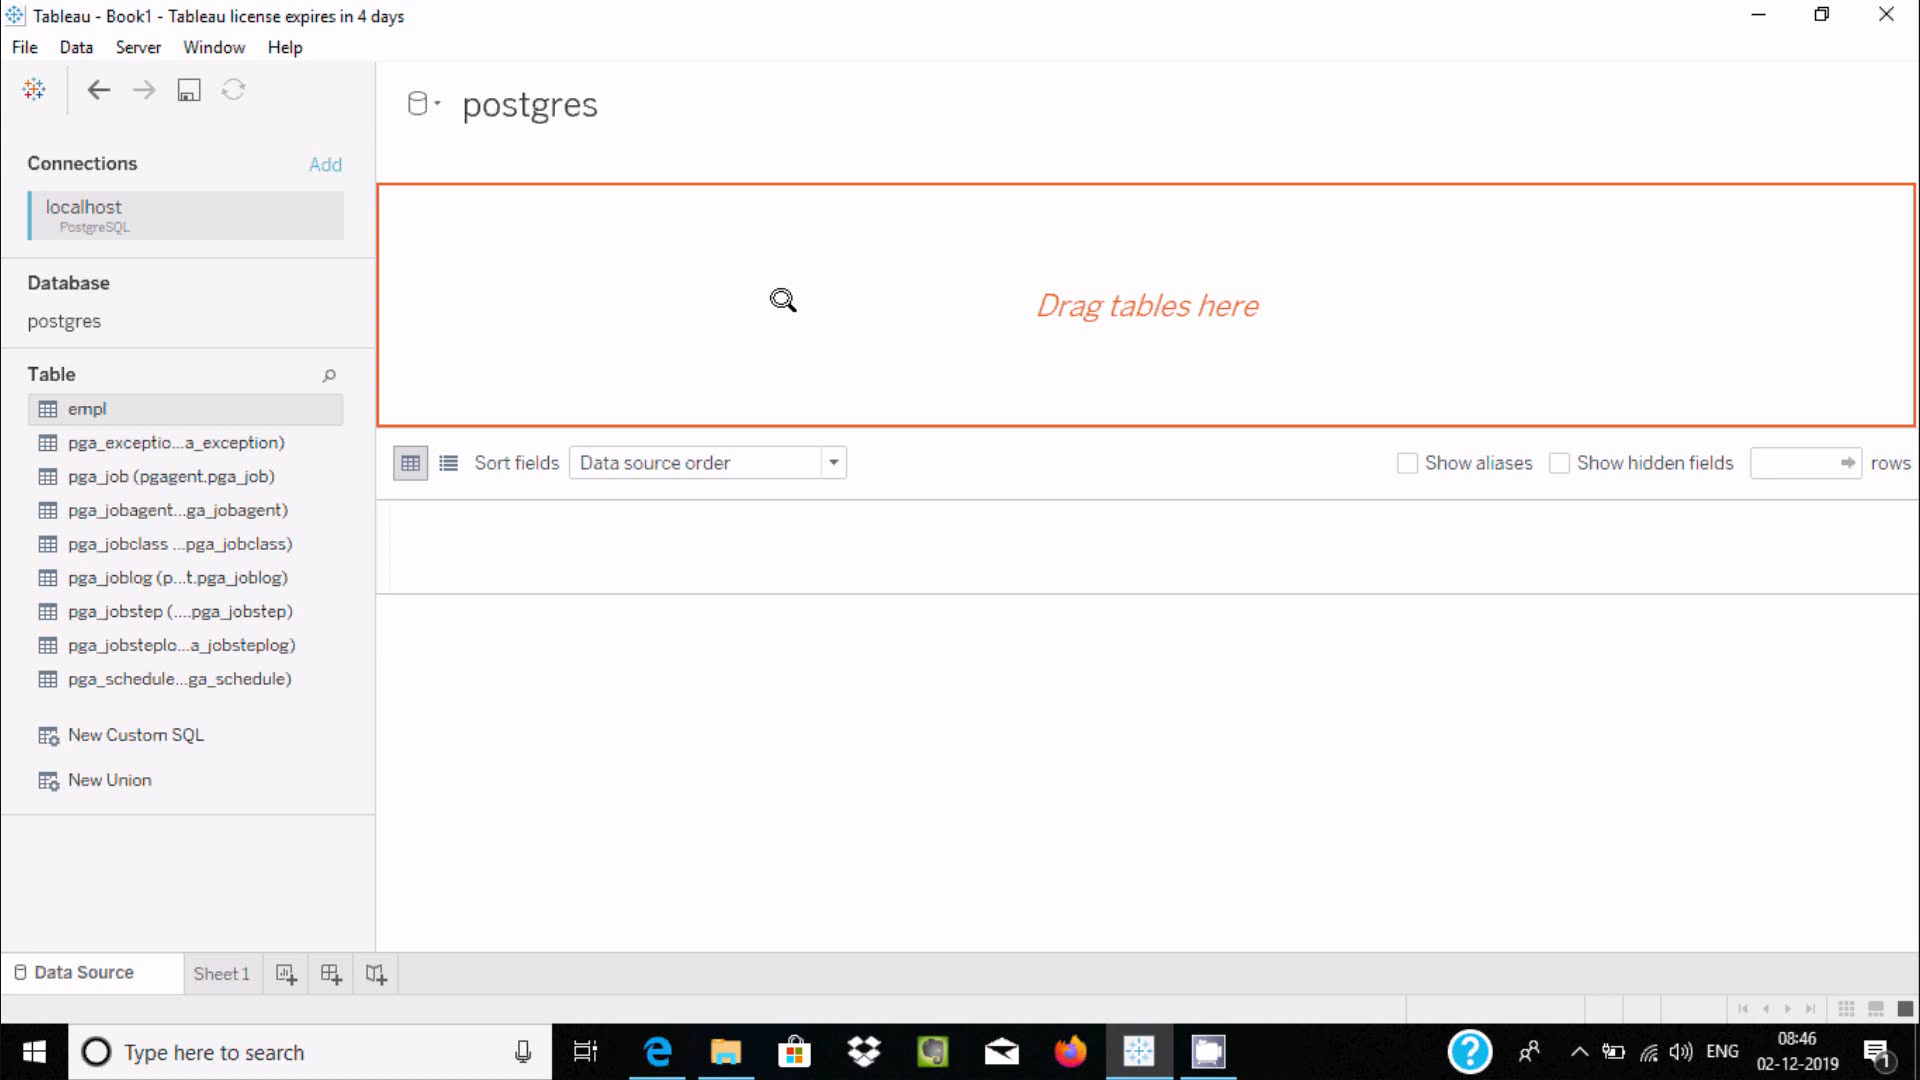 Tableau - Book1 - Tableau license expires in 4 days
File Data Server Window Help
postgres
Connections Add
localhost
PostgreSQL
Database
postgres
Drag tables here
Table
empl
pga_exceptio...a_exception)
pga_job (pgagent.pga_job)
pga_jobagent...ga_jobagent)
pga_jobclass ...pga_jobclass)
pga_joblog (p...t.pga_joblog)
pga_jobstep (....pga_jobstep)
pga_jobsteplo...a_jobsteplog)
pga_schedule...ga_schedule)
New Custom SQL
New Union
Sort fields Data source order Show aliases Show hidden fields rows
Data Source Sheet 1
Type here to search
ENG
08:46
02-12-2019
1